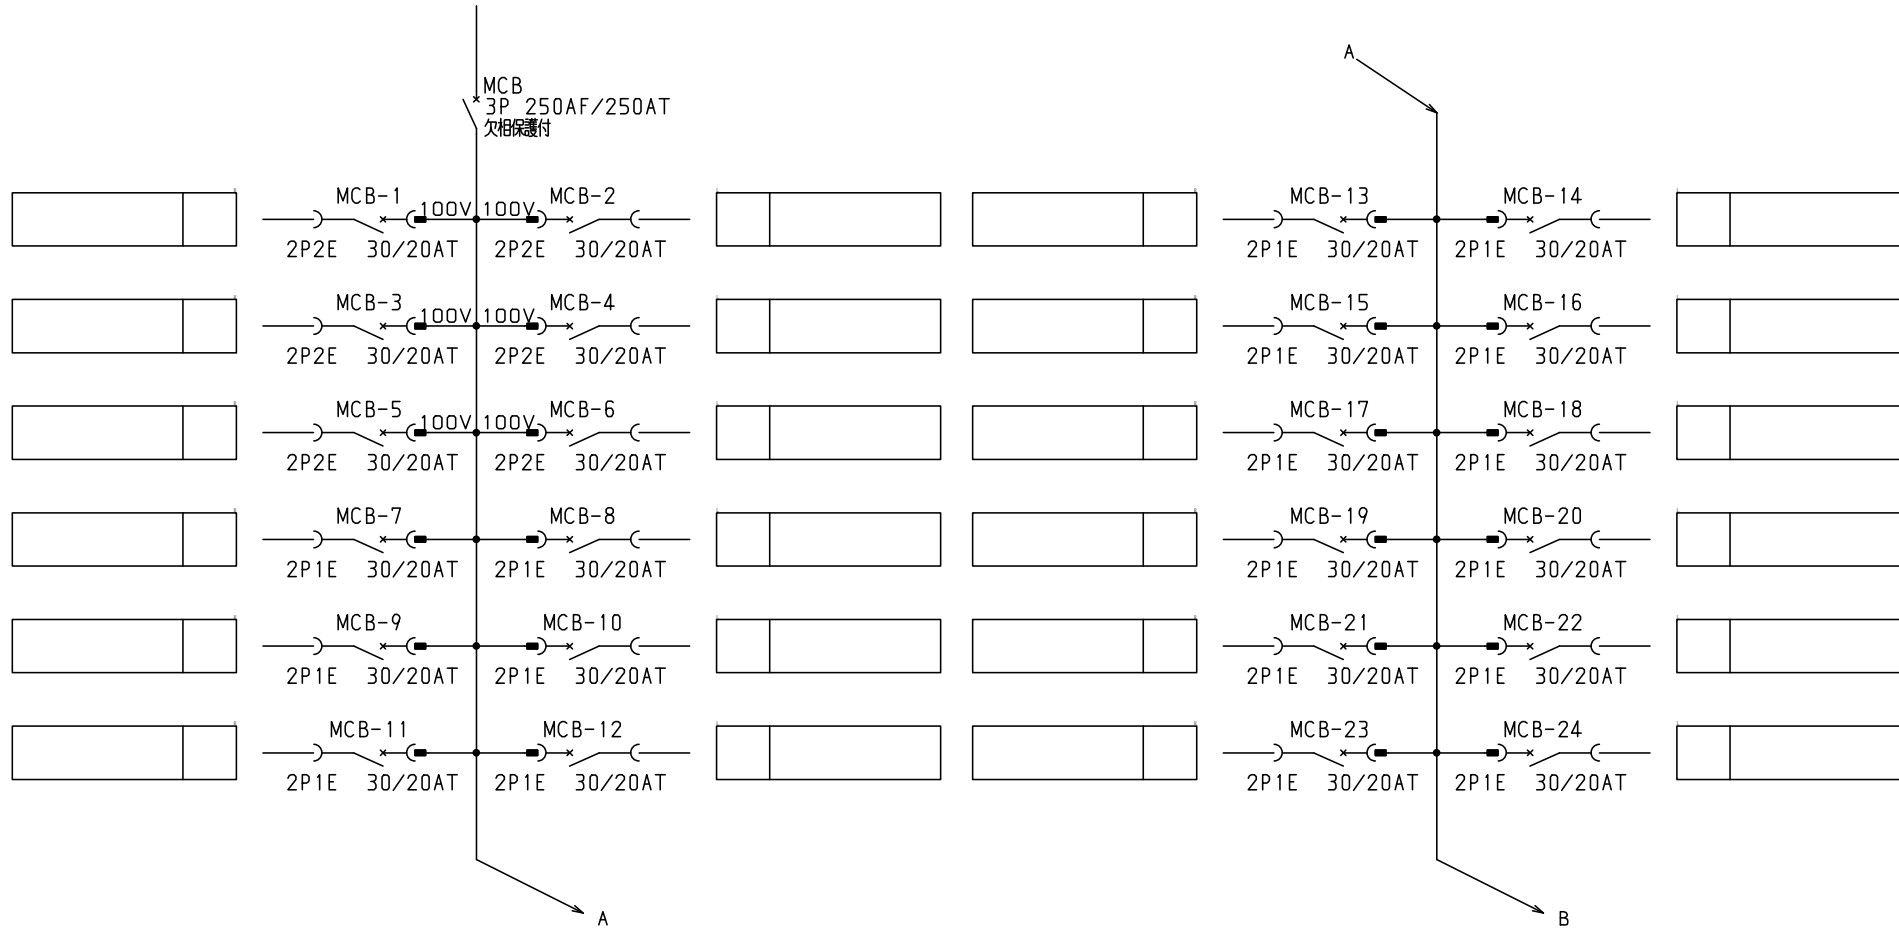 MCB
3P 250AF/250AT
欠相保護付
MCB-1 100V 100V MCB-2
2P2E 30/20AT 2P2E 30/20AT
MCB-3 100V 100V MCB-4
2P2E 30/20AT 2P2E 30/20AT
MCB-5 100V 100V MCB-6
2P2E 30/20AT 2P2E 30/20AT
MCB-7 MCB-8
2P1E 30/20AT 2P1E 30/20AT
MCB-9 MCB-10
2P1E 30/20AT 2P1E 30/20AT
MCB-11 MCB-12
2P1E 30/20AT 2P1E 30/20AT
A
A
MCB-13 MCB-14
2P1E 30/20AT 2P1E 30/20AT
MCB-15 MCB-16
2P1E 30/20AT 2P1E 30/20AT
MCB-17 MCB-18
2P1E 30/20AT 2P1E 30/20AT
MCB-19 MCB-20
2P1E 30/20AT 2P1E 30/20AT
MCB-21 MCB-22
2P1E 30/20AT 2P1E 30/20AT
MCB-23 MCB-24
2P1E 30/20AT 2P1E 30/20AT
B